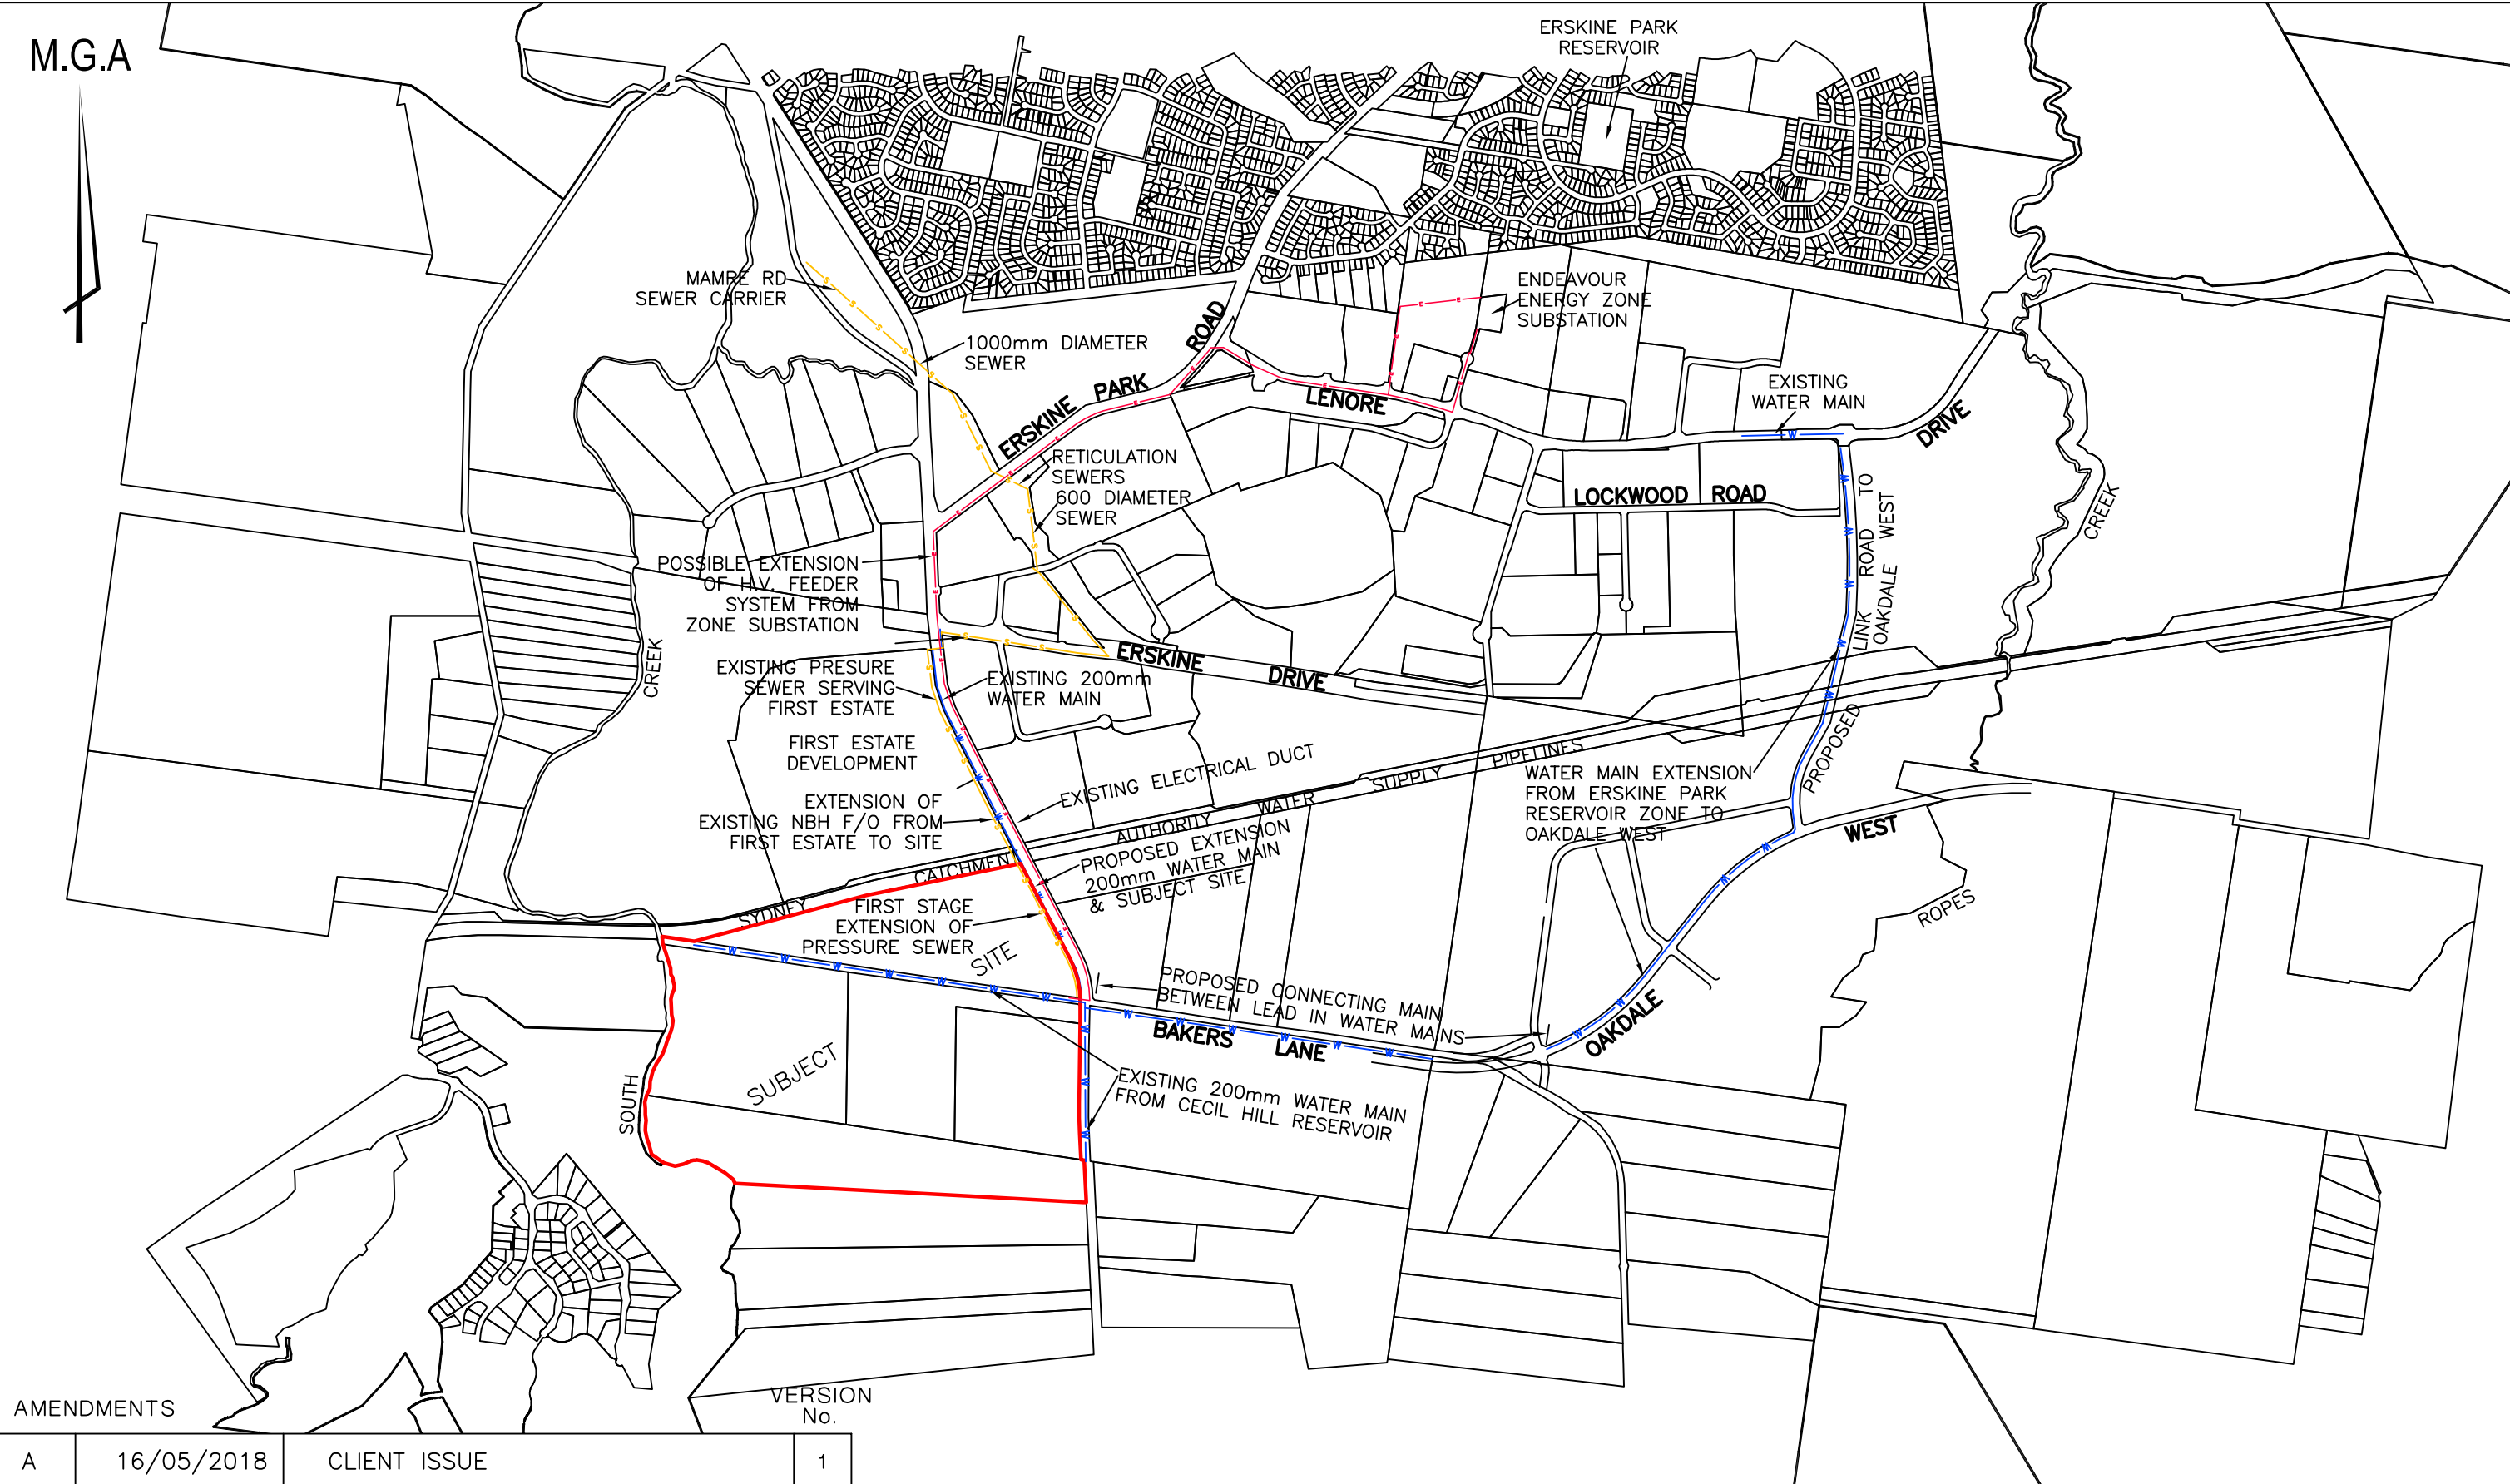 M.G.A
ERSKINE PARK
RESERVOIR
MAMRE RD
SEWER CARRIER
1000mm DIAMETER
SEWER
ROAD
ENDEAVOUR
ENERGY ZONE
SUBSTATION
ERSKINE PARK
LENORE
EXISTING
WATER MAIN
DRIVE
RETICULATION
SEWERS
600 DIAMETER
SEWER
LOCKWOOD ROAD
LINK ROAD TO
OAKDALE WEST
CREEK
POSSIBLE EXTENSION
OF H.V. FEEDER
SYSTEM FROM
ZONE SUBSTATION
CREEK
EXISTING PRESURE
SEWER SERVING
FIRST ESTATE
EXISTING 200mm
WATER MAIN
ERSKINE DRIVE
FIRST ESTATE
DEVELOPMENT
EXISTING ELECTRICAL DUCT
PROPOSED
EXTENSION OF
EXISTING NBH F/O FROM
FIRST ESTATE TO SITE
WATER MAIN EXTENSION
FROM ERSKINE PARK
RESERVOIR ZONE TO
OAKDALE WEST
SYDNEY CATCHMENT AUTHORITY WATER SUPPLY PIPELINES
PROPOSED EXTENSION
200mm WATER MAIN
& SUBJECT SITE
WEST
ROPES
FIRST STAGE
EXTENSION OF
PRESSURE SEWER
SUBJECT SITE
PROPOSED CONNECTING MAIN
BETWEEN LEAD IN WATER MAINS
BAKERS LANE
OAKDALE
EXISTING 200mm WATER MAIN
FROM CECIL HILL RESERVOIR
SOUTH
AMENDMENTS
VERSION
No.
A 16/05/2018 CLIENT ISSUE 1